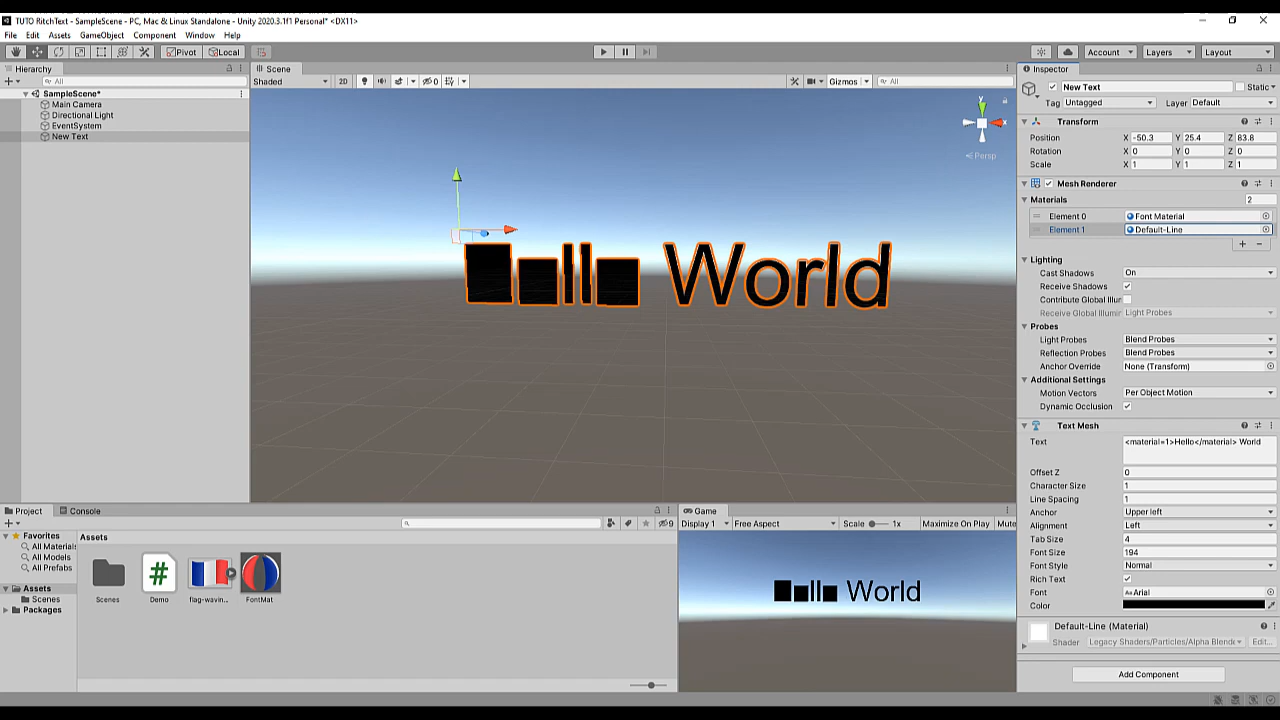 TUTO RitchText - SampleScene - PC, Mac & Linux Standalone - Unity 2020.3.1f1 Personal* <DX11>
File Edit Assets GameObject Component Window Help
Pivot Local Account Layers Layout
Hierarchy
All
SampleScene*
Main Camera
Directional Light
EventSystem
New Text
Scene
Shaded 2D 0 Gizmos All
y
x
Persp
Hello World
Inspector
New Text Static
Tag Untagged Layer Default
Transform
Position X -50.3 Y 25.4 Z 83.8
Rotation X 0 Y 0 Z 0
Scale X 1 Y 1 Z 1
Mesh Renderer
Materials 2
Element 0 Font Material
Element 1 Default-Line
Lighting
Cast Shadows On
Receive Shadows
Contribute Global Illur
Receive Global Illumir Light Probes
Probes
Light Probes Blend Probes
Reflection Probes Blend Probes
Anchor Override None (Transform)
Additional Settings
Motion Vectors Per Object Motion
Dynamic Occlusion
Text Mesh
Text <material=1>Hello</material> World
Offset Z 0
Character Size 1
Line Spacing 1
Anchor Upper left
Alignment Left
Tab Size 4
Font Size 194
Font Style Normal
Rich Text
Font Arial
Color
Default-Line (Material)
Shader Legacy Shaders/Particles/Alpha Blende Edit...
Add Component
Project Console
9
Favorites
All Materials
All Models
All Prefabs
Assets
Scenes
Packages
Assets
Scenes Demo flag-wavin... FontMat
Game
Display 1 Free Aspect Scale 1x Maximize On Play Mute
World